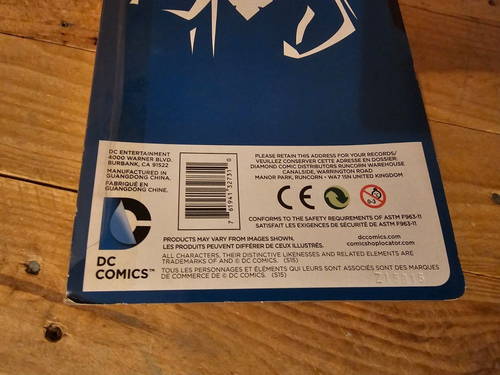 DC ENTERTAINMENT
4000 WARNER BLVD.
BURBANK, CA 91522
MANUFACTURED IN
GUANGDONG CHINA.
FABRIQUÉ EN
GUANGDONG CHINE.
7 61941 32731 0
PLEASE RETAIN THIS ADDRESS FOR YOUR RECORDS/
VEUILLEZ CONSERVER CETTE ADRESSE EN DOSSIER:
DIAMOND COMIC DISTRIBUTORS RUNCORN WAREHOUSE
CANALSIDE, WARRINGTON ROAD
MANOR PARK, RUNCORN • WA7 1SN UNITED KINGDOM
CE
0-3
CONFORMS TO THE SAFETY REQUIREMENTS OF ASTM F963-11
SATISFAIT LES EXIGENCES DE SÉCURITÉ DE ASTM F963-11
PRODUCTS MAY VARY FROM IMAGES SHOWN.
LES PRODUITS PEUVENT DIFFÉRER DE CEUX ILLUSTRÉS.
dccomics.com
comicshoplocator.com
DC
COMICS™
ALL CHARACTERS, THEIR DISTINCTIVE LIKENESSES AND RELATED ELEMENTS ARE
TRADEMARKS OF AND © DC COMICS. (S15)
TOUS LES PERSONNAGES ET ÉLÉMENTS QUI LEURS SONT ASSOCIÉS SONT DES MARQUES
DE COMMERCE & © DC COMICS. (S15)